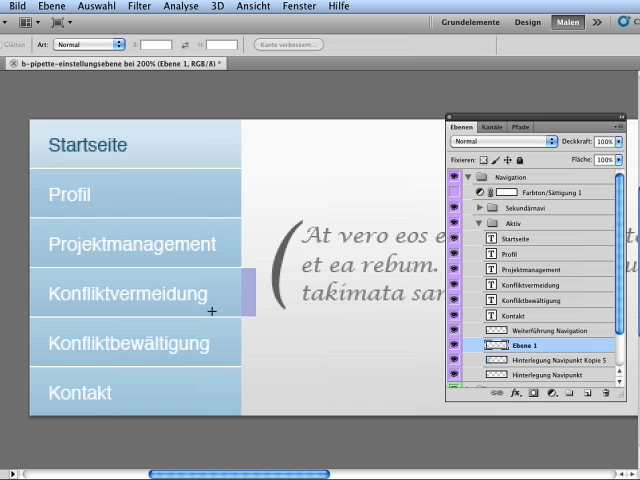 Bild Ebene Auswahl Filter Analyse 3D Ansicht Fenster Hilfe
Grundelemente Design Malen
Glätten Art: Normal B: H: Kante verbessern...
b-pipette-einstellungsebene bei 200% (Ebene 1, RGB/8) *
Startseite
Profil
Projektmanagement
Konfliktvermeidung
Konfliktbewältigung
Kontakt
( At vero eos e
et ea rebum.
takimata sar
Ebenen Kanäle Pfade
Normal Deckkraft: 100%
Fixieren: Fläche: 100%
Navigation
Farbton/Sättigung 1
Sekundärnavi
Aktiv
T Startseite
T Profil
T Projektmanagement
T Konfliktvermeidung
T Konfliktbewältigung
T Kontakt
Weiterführung Navigation
Ebene 1
Hinterlegung Navipunkt Kopie 5
Hinterlegung Navipunkt
fx